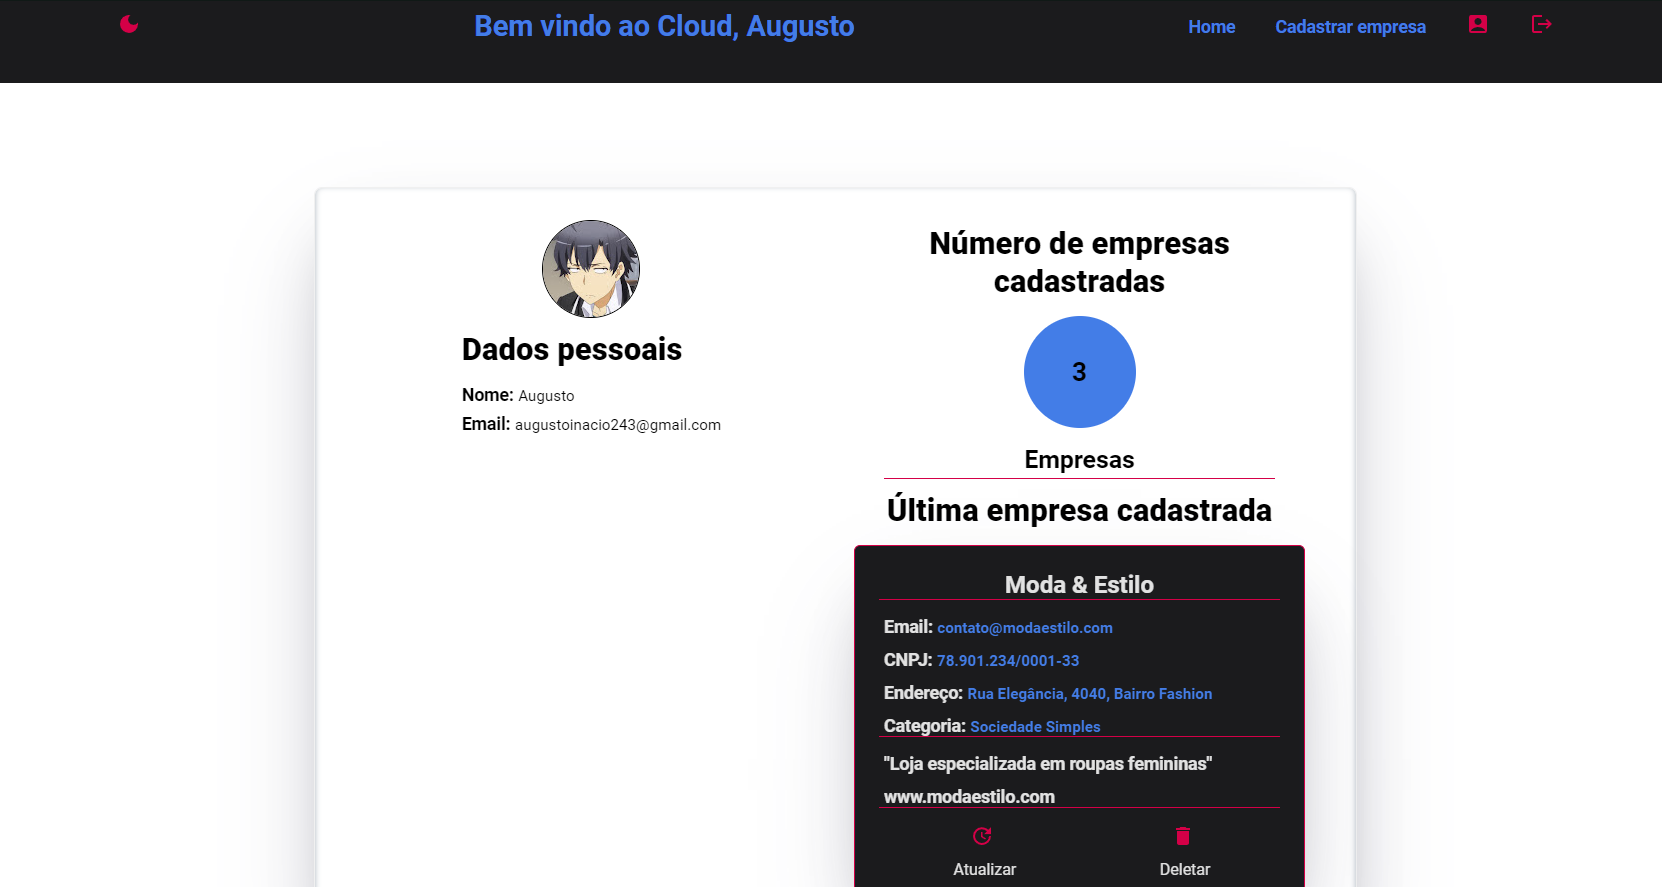 Bem vindo ao Cloud, Augusto
Home
Cadastrar empresa
Dados pessoais
Nome: Augusto
Email: augustoinacio243@gmail.com
Número de empresas
cadastradas
3
Empresas
Última empresa cadastrada
Moda & Estilo
Email: contato@modaestilo.com
CNPJ: 78.901.234/0001-33
Endereço: Rua Elegância, 4040, Bairro Fashion
Categoria: Sociedade Simples
"Loja especializada em roupas femininas"
www.modaestilo.com
Atualizar
Deletar